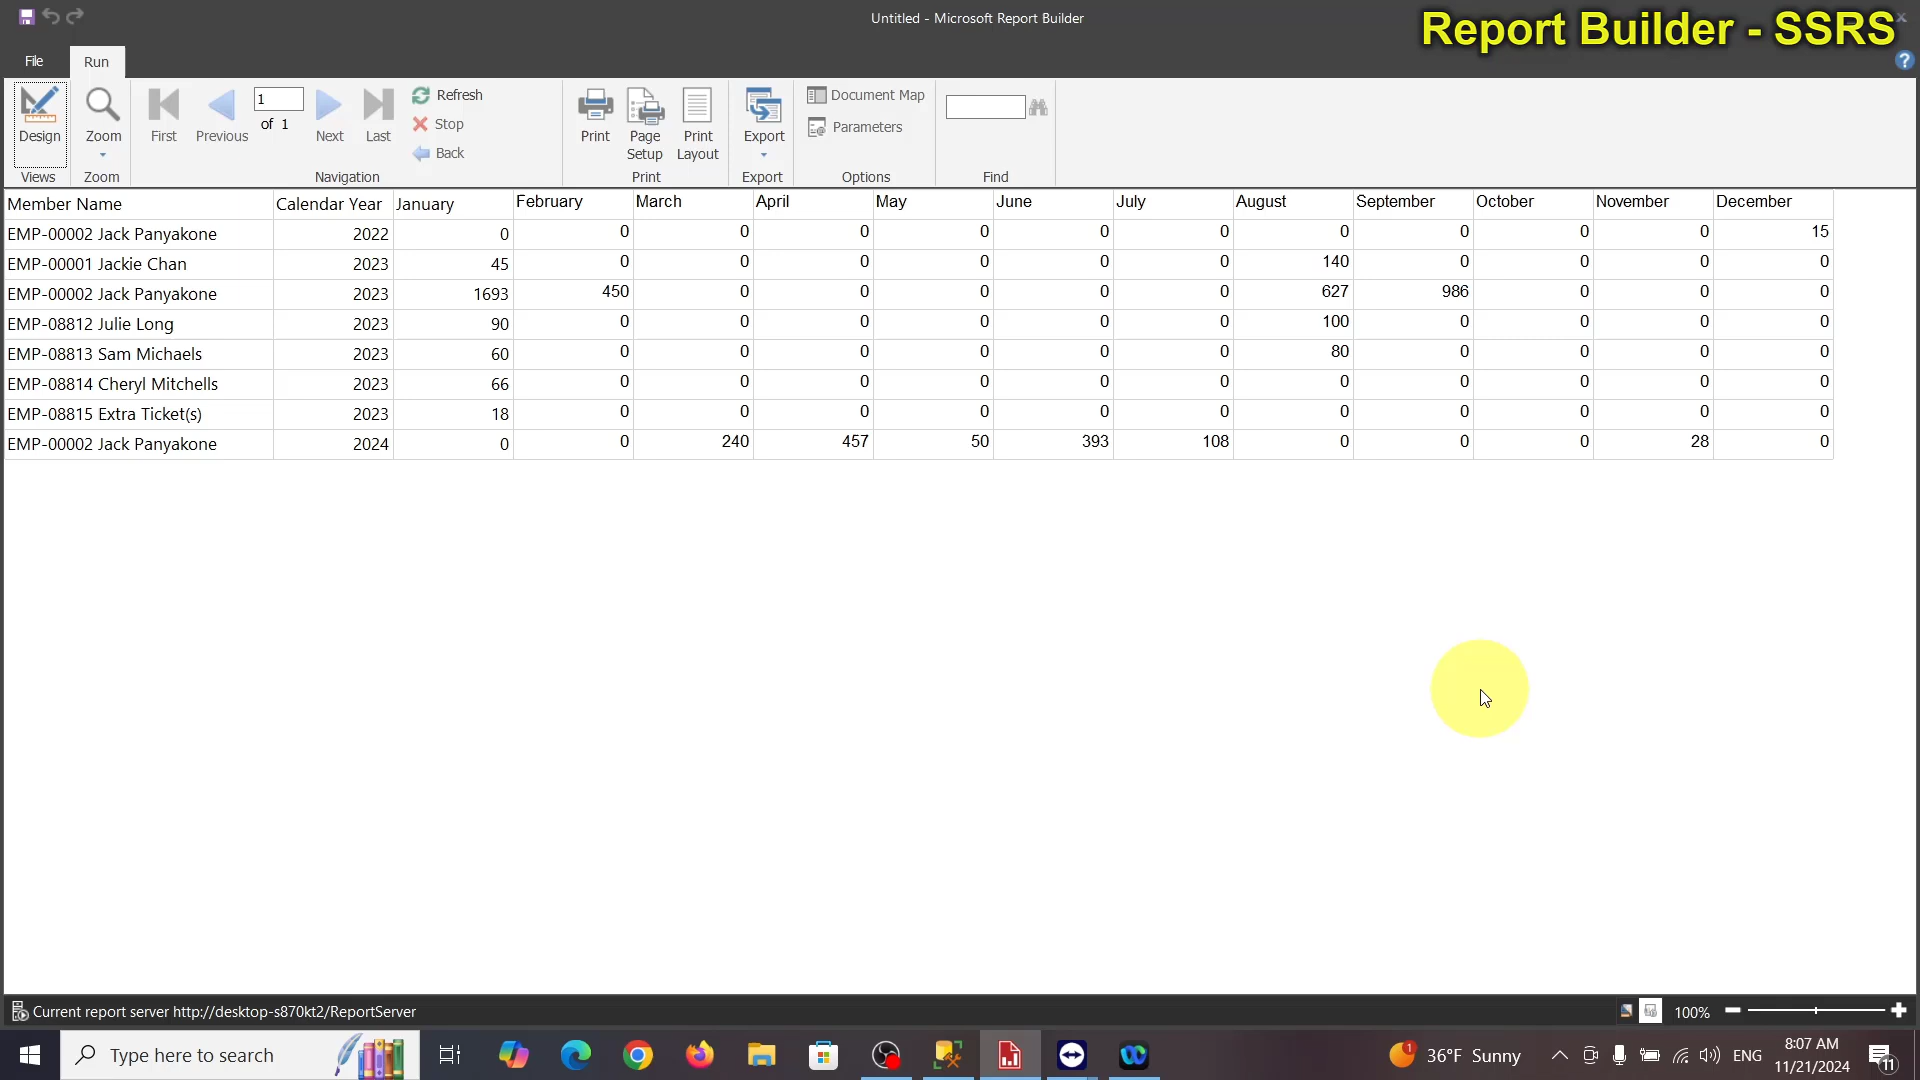 Untitled - Microsoft Report Builder
Report Builder - SSRS
File Run
Design
Zoom
First
Previous
1
of 1
Next
Last
Refresh
Stop
Back
Print
Page Setup
Print Layout
Export
Document Map
Parameters
Views Zoom Navigation Print Export Options Find
Member Name Calendar Year January February March April May June July August September October November December
EMP-00002 Jack Panyakone 2022 0 0 0 0 0 0 0 0 0 0 0 15
EMP-00001 Jackie Chan 2023 45 0 0 0 0 0 0 140 0 0 0 0
EMP-00002 Jack Panyakone 2023 1693 450 0 0 0 0 0 627 986 0 0 0
EMP-08812 Julie Long 2023 90 0 0 0 0 0 0 100 0 0 0 0
EMP-08813 Sam Michaels 2023 60 0 0 0 0 0 0 80 0 0 0 0
EMP-08814 Cheryl Mitchells 2023 66 0 0 0 0 0 0 0 0 0 0 0
EMP-08815 Extra Ticket(s) 2023 18 0 0 0 0 0 0 0 0 0 0 0
EMP-00002 Jack Panyakone 2024 0 0 240 457 50 393 108 0 0 0 28 0
Current report server http://desktop-s870kt2/ReportServer
100%
Type here to search
1
36°F Sunny
ENG
8:07 AM
11/21/2024
11